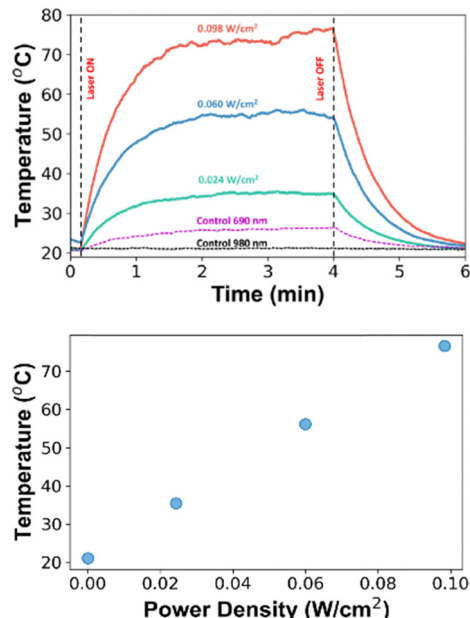 80
70
60
50
40
30
20
Temperature (°C)
Laser ON
0.098 W/cm²
Laser OFF
0.060 W/cm²
0.024 W/cm²
Control 690 nm
Control 980 nm
0 1 2 3 4 5 6
Time (min)
70
60
50
40
30
20
Temperature (°C)
0.00 0.02 0.04 0.06 0.08 0.10
Power Density (W/cm²)